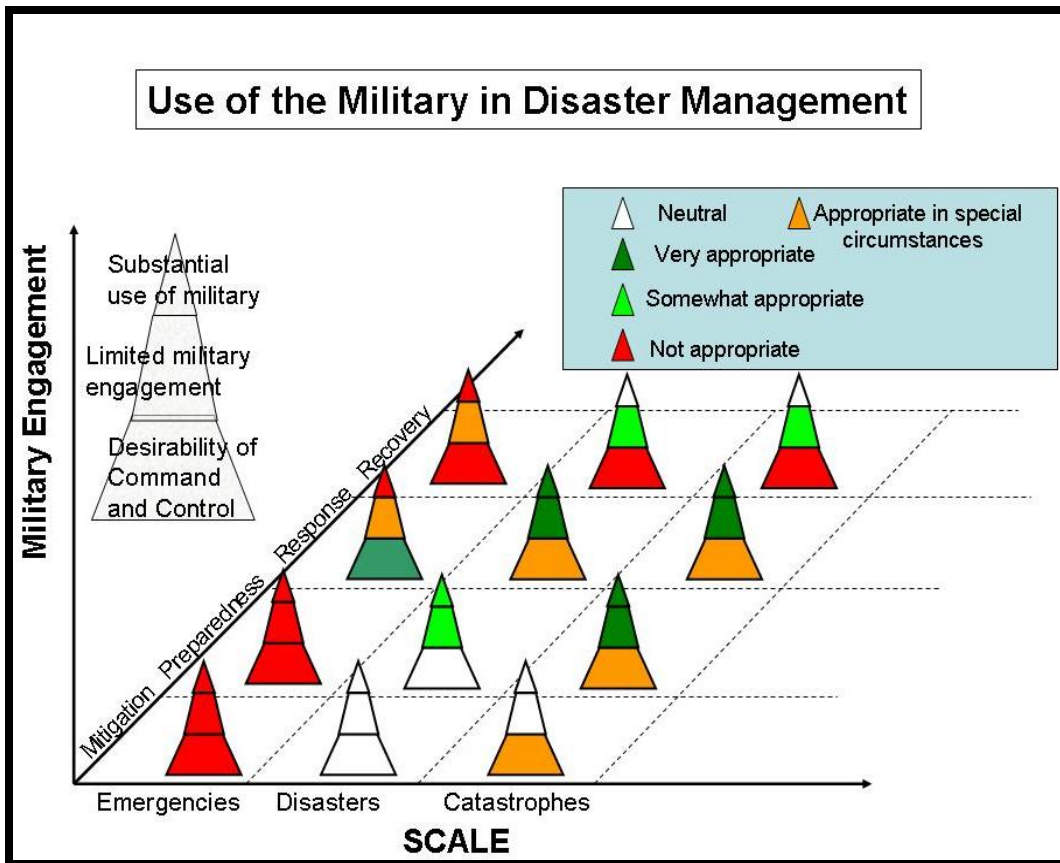 Use of the Military in Disaster Management
Neutral
Appropriate in special
circumstances
Very appropriate
Somewhat appropriate
Not appropriate
Military Engagement
Substantial
use of military
Limited military
engagement
Desirability of
Command
and Control
Mitigation
Preparedness
Response
Recovery
Emergencies
Disasters
Catastrophes
SCALE